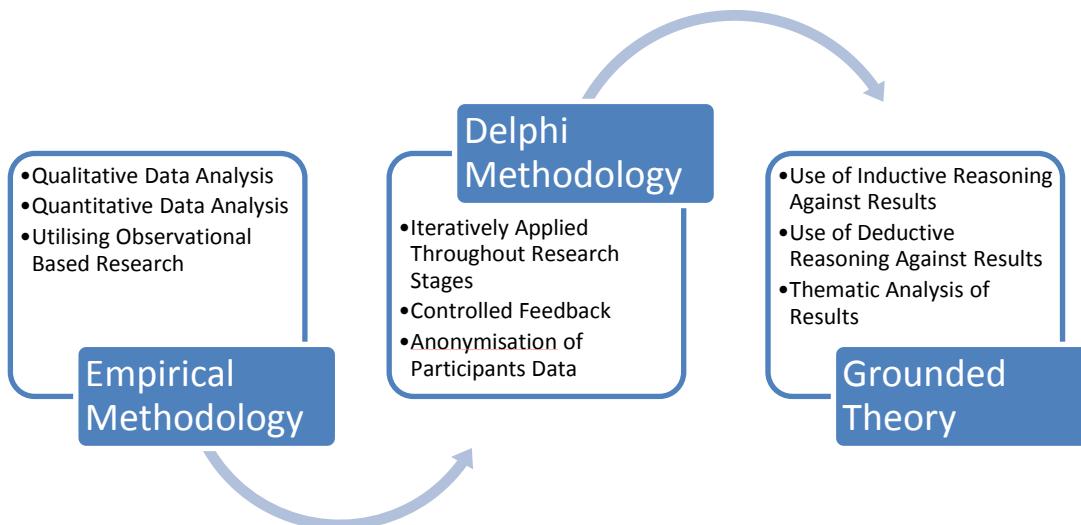 •Qualitative Data Analysis
•Quantitative Data Analysis
•Utilising Observational
Based Research
Empirical
Methodology
Delphi
Methodology
•Iteratively Applied
Throughout Research
Stages
•Controlled Feedback
•Anonymisation of
Participants Data
•Use of Inductive Reasoning
Against Results
•Use of Deductive
Reasoning Against Results
•Thematic Analysis of
Results
Grounded
Theory